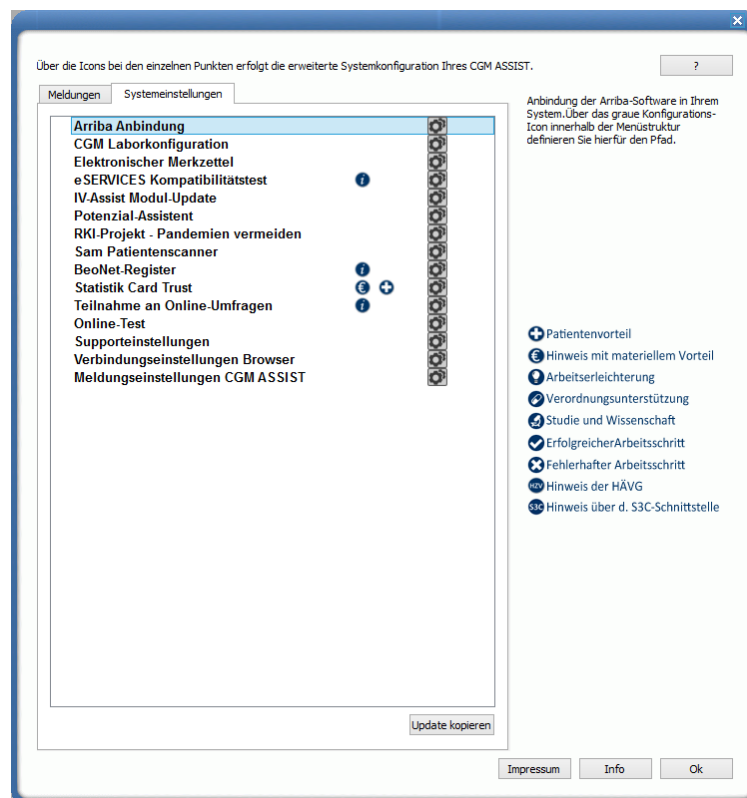 Über die Icons bei den einzelnen Punkten erfolgt die erweiterte Systemkonfiguration Ihres CGM ASSIST.
?
Meldungen
Systemeinstellungen
Arriba Anbindung
CGM Laborkonfiguration
Elektronischer Merkzettel
eSERVICES Kompatibilitätstest
IV-Assist Modul-Update
Potenzial-Assistent
RKI-Projekt - Pandemien vermeiden
Sam Patientenscanner
BeoNet-Register
Statistik Card Trust
Teilnahme an Online-Umfragen
Online-Test
Supporteinstellungen
Verbindungseinstellungen Browser
Meldungseinstellungen CGM ASSIST
Update kopieren
Anbindung der Arriba-Software in Ihrem
System.Über das graue Konfigurations-
Icon innerhalb der Menüstruktur
definieren Sie hierfür den Pfad.
Patientenvorteil
Hinweis mit materiellem Vorteil
Arbeitserleichterung
Verordnungsunterstützung
Studie und Wissenschaft
ErfolgreicherArbeitsschritt
Fehlerhafter Arbeitsschritt
HZV Hinweis der HÄVG
S3C Hinweis über d. S3C-Schnittstelle
Impressum
Info
Ok